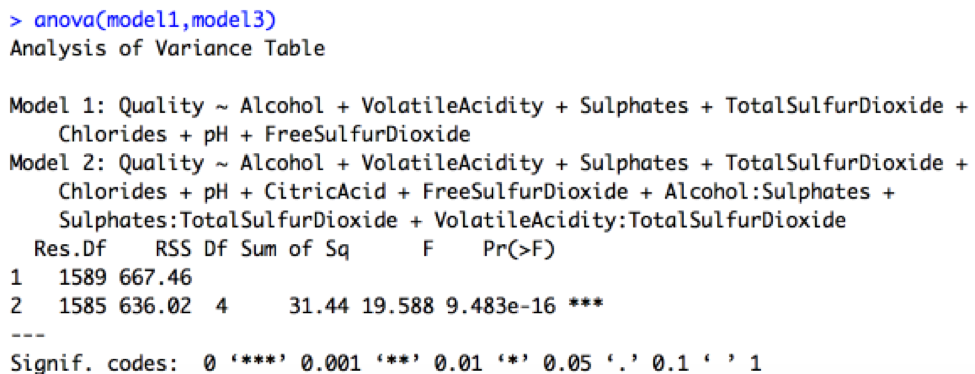 > anova(model1,model3)
Analysis of Variance Table
Model 1: Quality ~ Alcohol + VolatileAcidity + Sulphates + TotalSulfurDioxide +
Chlorides + pH + FreeSulfurDioxide
Model 2: Quality ~ Alcohol + VolatileAcidity + Sulphates + TotalSulfurDioxide +
Chlorides + pH + CitricAcid + FreeSulfurDioxide + Alcohol:Sulphates +
Sulphates:TotalSulfurDioxide + VolatileAcidity:TotalSulfurDioxide
Res.Df RSS Df Sum of Sq F Pr(>F)
1 1589 667.46
2 1585 636.02 4 31.44 19.588 9.483e-16 ***
---
Signif. codes: 0 ‘***’ 0.001 ‘**’ 0.01 ‘*’ 0.05 ‘.’ 0.1 ‘ ’ 1